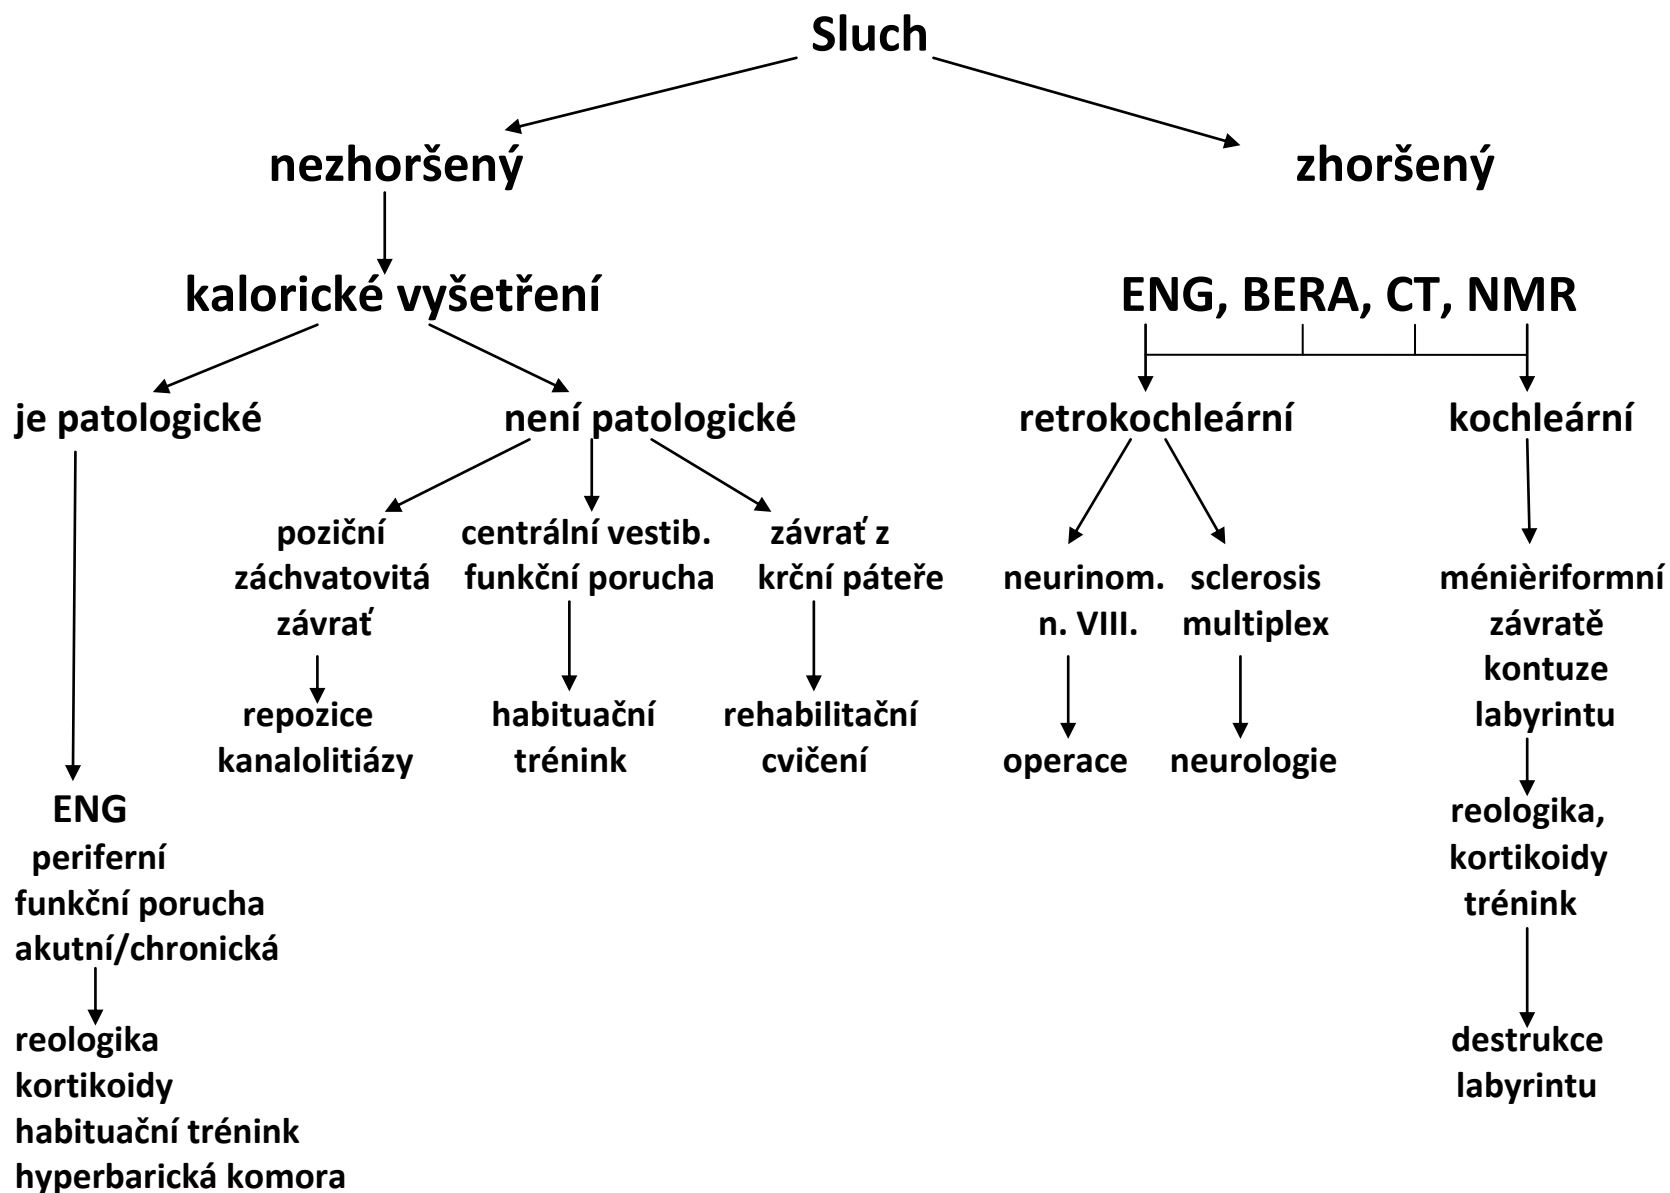 Sluch
nezhoršený
zhoršený
kalorické vyšetření
ENG, BERA, CT, NMR
je patologické
není patologické
retrokochleární
kochleární
poziční
záchvatovitá
závrať
centrální vestib.
funkční porucha
závrať z
krční páteře
neurinom.
n. VIII.
sclerosis
multiplex
ménièriformní
závratě
kontuze
labyrintu
repozice
kanalolitiázy
habituační
trénink
rehabilitační
cvičení
operace
neurologie
ENG
periferní
funkční porucha
akutní/chronická
reologika,
kortikoidy
trénink
reologika
kortikoidy
habituační trénink
hyperbarická komora
destrukce
labyrintu